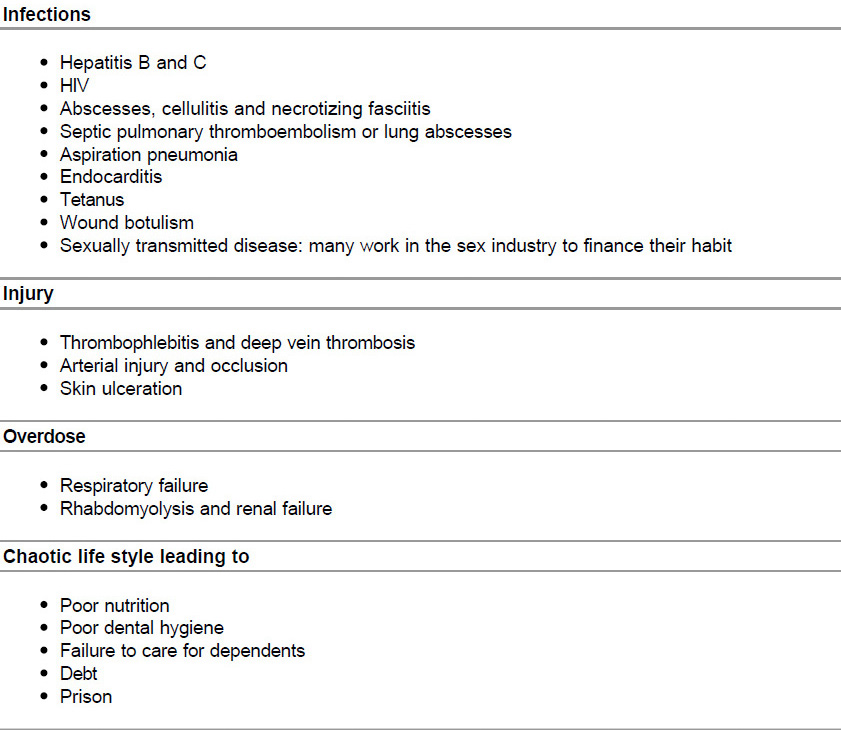 Infections
• Hepatitis B and C
• HIV
• Abscesses, cellulitis and necrotizing fasciitis
• Septic pulmonary thromboembolism or lung abscesses
• Aspiration pneumonia
• Endocarditis
• Tetanus
• Wound botulism
• Sexually transmitted disease: many work in the sex industry to finance their habit
Injury
• Thrombophlebitis and deep vein thrombosis
• Arterial injury and occlusion
• Skin ulceration
Overdose
• Respiratory failure
• Rhabdomyolysis and renal failure
Chaotic life style leading to
• Poor nutrition
• Poor dental hygiene
• Failure to care for dependents
• Debt
• Prison